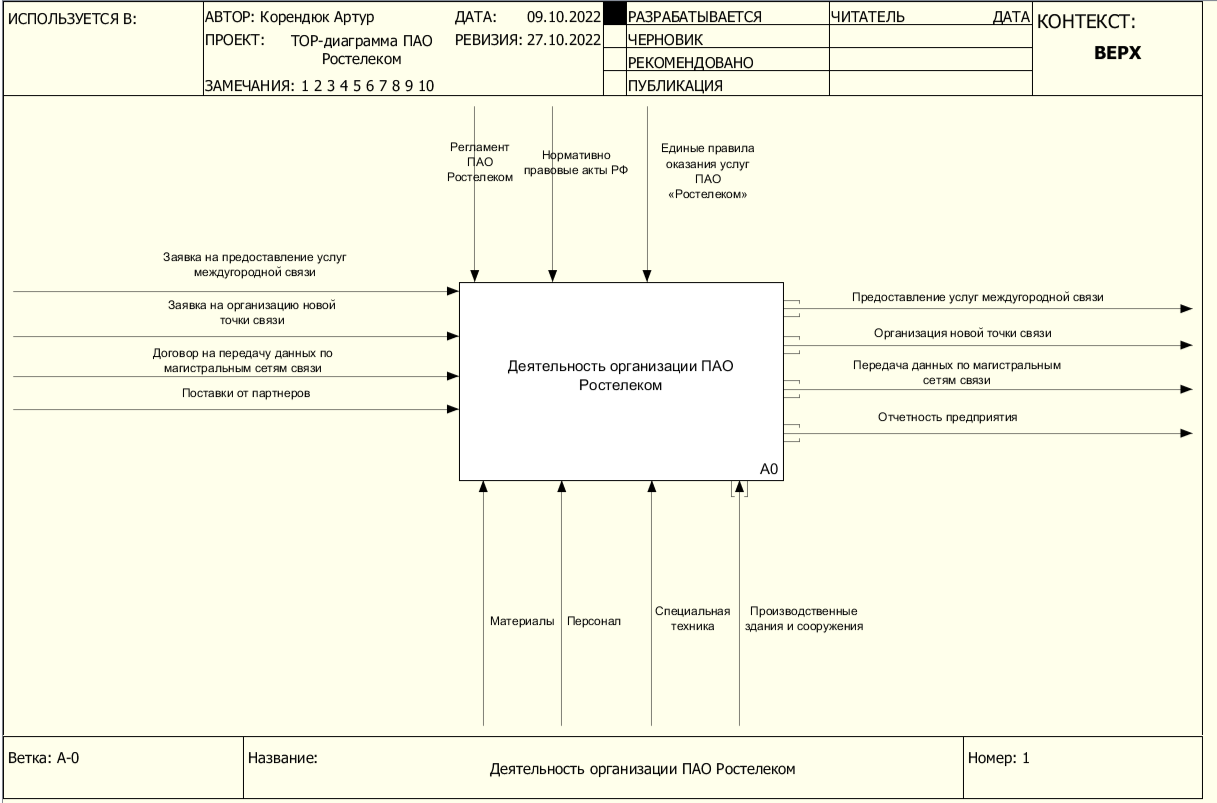 ИСПОЛЬЗУЕТСЯ В:
АВТОР: Корендюк Артур
ДАТА: 09.10.2022
ПРОЕКТ: TOP-диаграмма ПАО
Ростелеком
РЕВИЗИЯ: 27.10.2022
ЗАМЕЧАНИЯ: 1 2 3 4 5 6 7 8 9 10
РАЗРАБАТЫВАЕТСЯ
ЧЕРНОВИК
РЕКОМЕНДОВАНО
ПУБЛИКАЦИЯ
ЧИТАТЕЛЬ
ДАТА
КОНТЕКСТ:
ВЕРХ
Регламент
ПАО
Ростелеком
Нормативно
правовые акты РФ
Единые правила
оказания услуг
ПАО
«Ростелеком»
Заявка на предоставление услуг
междугородной связи
Заявка на организацию новой
точки связи
Договор на передачу данных по
магистральным сетям связи
Поставки от партнеров
Деятельность организации ПАО
Ростелеком
A0
Предоставление услуг междугородной связи
Организация новой точки связи
Передача данных по магистральным
сетям связи
Отчетность предприятия
Материалы
Персонал
Специальная
техника
Производственные
здания и сооружения
Ветка: A-0
Название:
Деятельность организации ПАО Ростелеком
Номер: 1